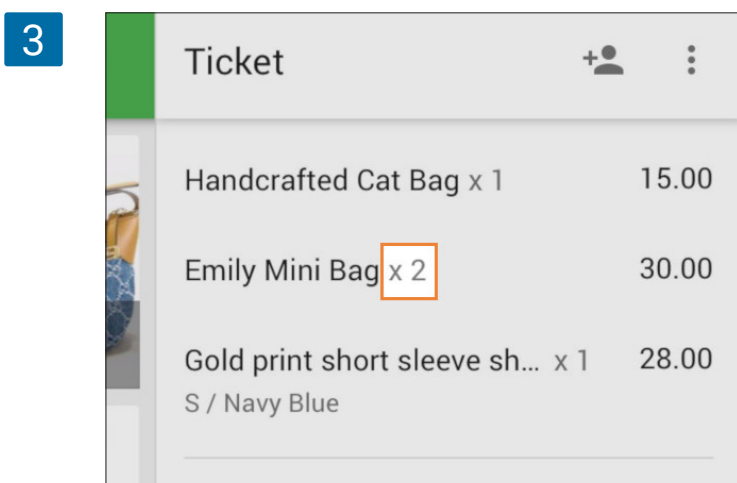 3
Ticket
Handcrafted Cat Bag x 1 15.00
Emily Mini Bag x 2 30.00
Gold print short sleeve sh... x 1 28.00
S / Navy Blue